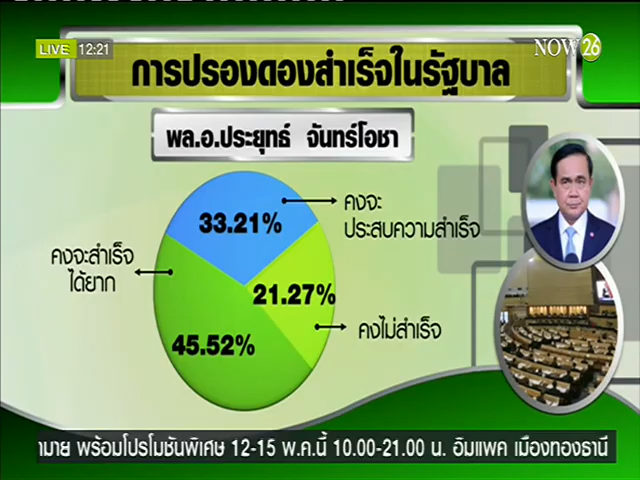 LIVE 12:21
NOW26
การปรองดองสำเร็จในรัฐบาล
พล.อ.ประยุทธ์ จันทร์โอชา
33.21%
คงจะ
ประสบความสำเร็จ
คงจะสำเร็จ
ได้ยาก
21.27%
45.52%
คงไม่สำเร็จ
ามาย พร้อมโปรโมชันพิเศษ 12-15 พ.ค.นี้ 10.00-21.00 น. อิมแพค เมืองทองธานี